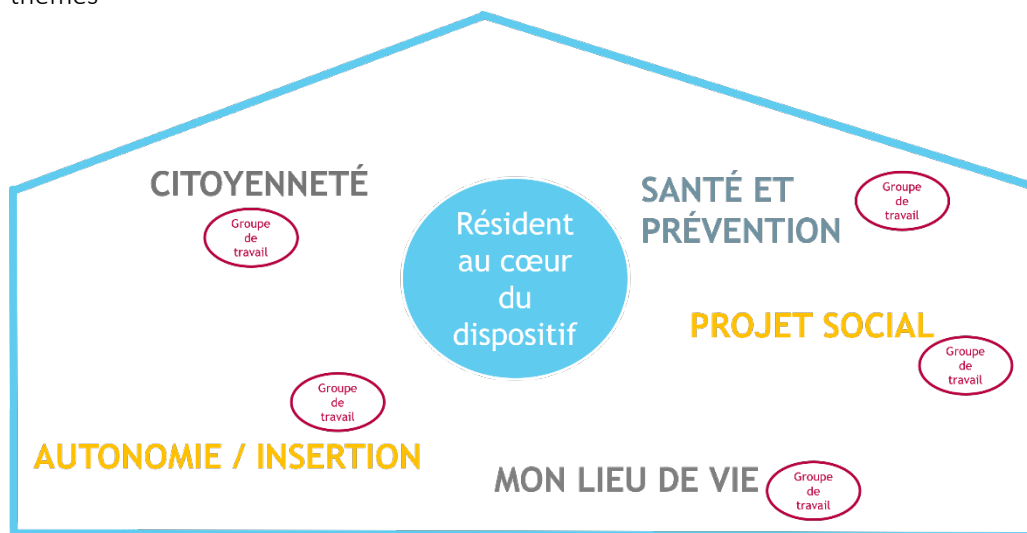 thèmes
CITOYENNETÉ
Groupe
de
travail
Résident
au cœur
du
dispositif
SANTÉ ET
PRÉVENTION
Groupe
de
travail
PROJET SOCIAL
Groupe
de
travail
Groupe
de
travail
AUTONOMIE / INSERTION
MON LIEU DE VIE
Groupe
de
travail